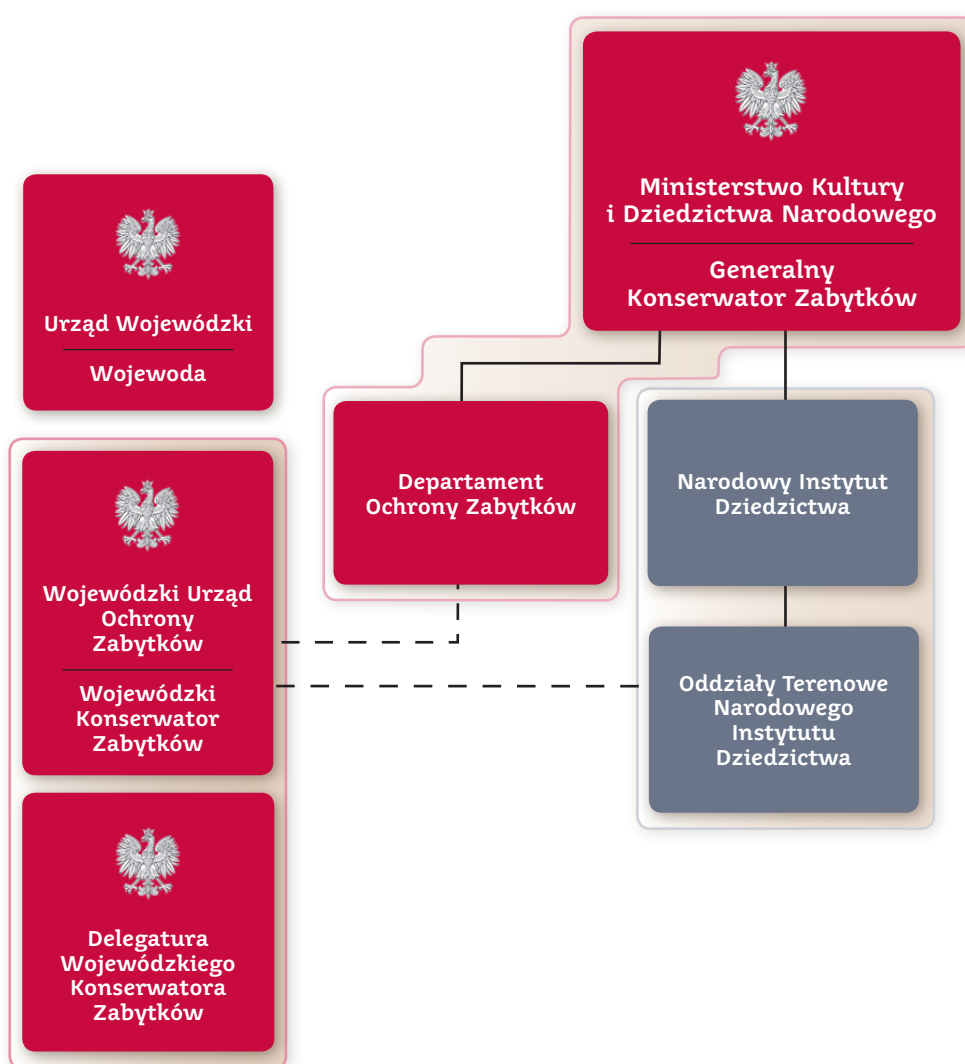 Ministerstwo Kultury
i Dziedzictwa Narodowego
Generalny
Konserwator Zabytków
Urząd Wojewódzki
Wojewoda
Departament
Ochrony Zabytków
Narodowy Instytut
Dziedzictwa
Wojewódzki Urząd
Ochrony
Zabytków
Wojewódzki
Konserwator
Zabytków
Oddziały Terenowe
Narodowego
Instytutu
Dziedzictwa
Delegatura
Wojewódzkiego
Konserwatora
Zabytków